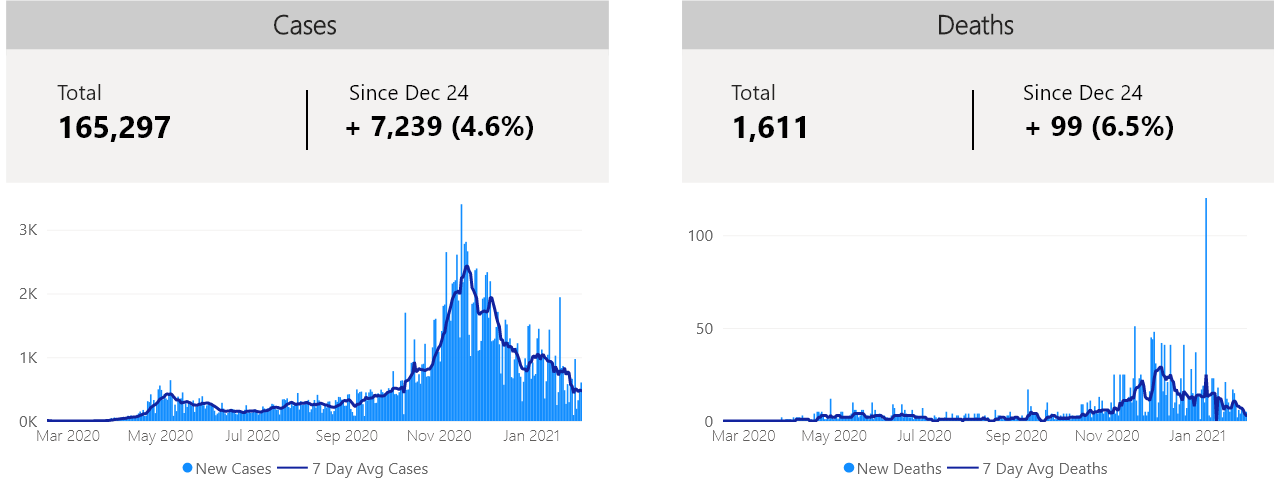 Cases
Total
165,297
Since Dec 24
+ 7,239 (4.6%)
3K
2K
1K
0K
Mar 2020 May 2020 Jul 2020 Sep 2020 Nov 2020 Jan 2021
New Cases 7 Day Avg Cases
Deaths
Total
1,611
Since Dec 24
+ 99 (6.5%)
100
50
0
Mar 2020 May 2020 Jul 2020 Sep 2020 Nov 2020 Jan 2021
New Deaths 7 Day Avg Deaths